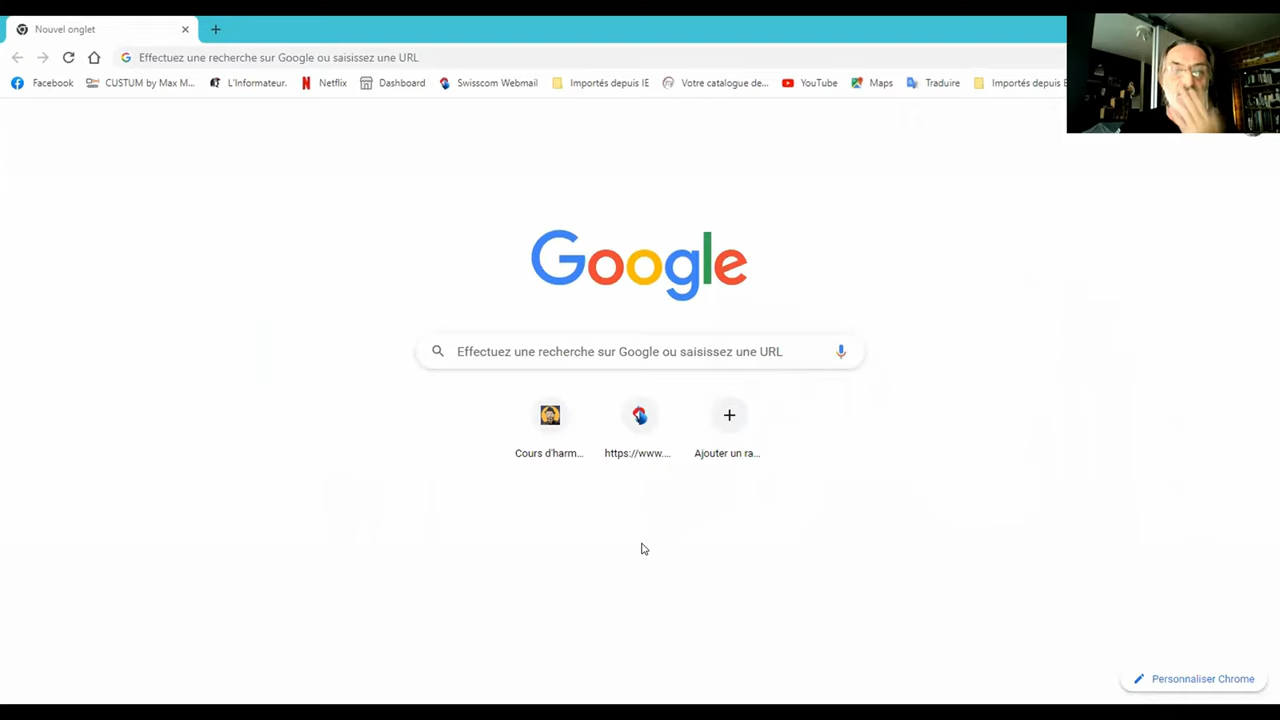 Nouvel onglet
Effectuez une recherche sur Google ou saisissez une URL
Facebook CUSTUM by Max M... L'Informateur. Netflix Dashboard Swisscom Webmail Importés depuis IE Votre catalogue de... YouTube Maps Traduire Importés depuis E
Google
Effectuez une recherche sur Google ou saisissez une URL
Cours d'harm... https://www.... Ajouter un ra...
Personnaliser Chrome